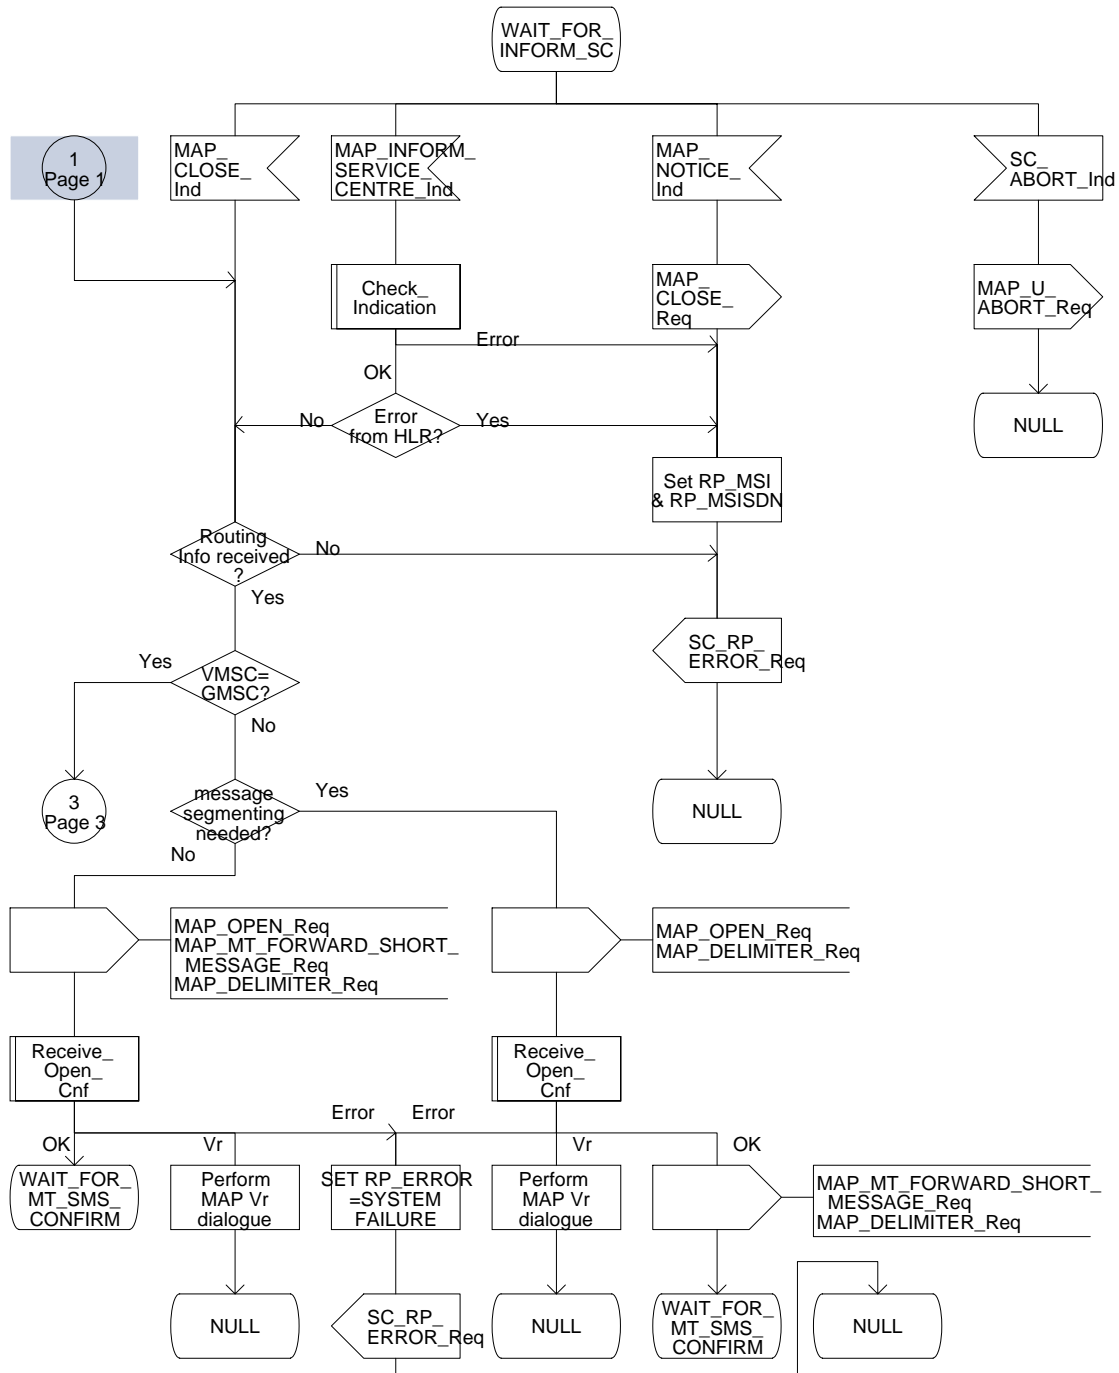 WAIT_FOR_
INFORM_SC
1
Page 1
MAP_
CLOSE_
Ind
MAP_INFORM_
SERVICE_
CENTRE_Ind
MAP_
NOTICE_
Ind
SC_
ABORT_Ind
Check_
Indication
MAP_
CLOSE_
Req
MAP_U_
ABORT_Req
Error
OK
No
Error
from HLR?
Yes
NULL
Set RP_MSI
& RP_MSISDN
Routing
Info received
?
No
Yes
SC_RP_
ERROR_Req
Yes
VMSC=
GMSC?
No
3
Page 3
message
segmenting
needed?
Yes
NULL
No
MAP_OPEN_Req
MAP_MT_FORWARD_SHORT_
MESSAGE_Req
MAP_DELIMITER_Req
MAP_OPEN_Req
MAP_DELIMITER_Req
Receive_
Open_
Cnf
Receive_
Open_
Cnf
Error
Error
OK
Vr
Vr
OK
WAIT_FOR_
MT_SMS_
CONFIRM
Perform
MAP Vr
dialogue
SET RP_ERROR
=SYSTEM
FAILURE
Perform
MAP Vr
dialogue
MAP_MT_FORWARD_SHORT_
MESSAGE_Req
MAP_DELIMITER_Req
NULL
SC_RP_
ERROR_Req
NULL
WAIT_FOR_
MT_SMS_
CONFIRM
NULL